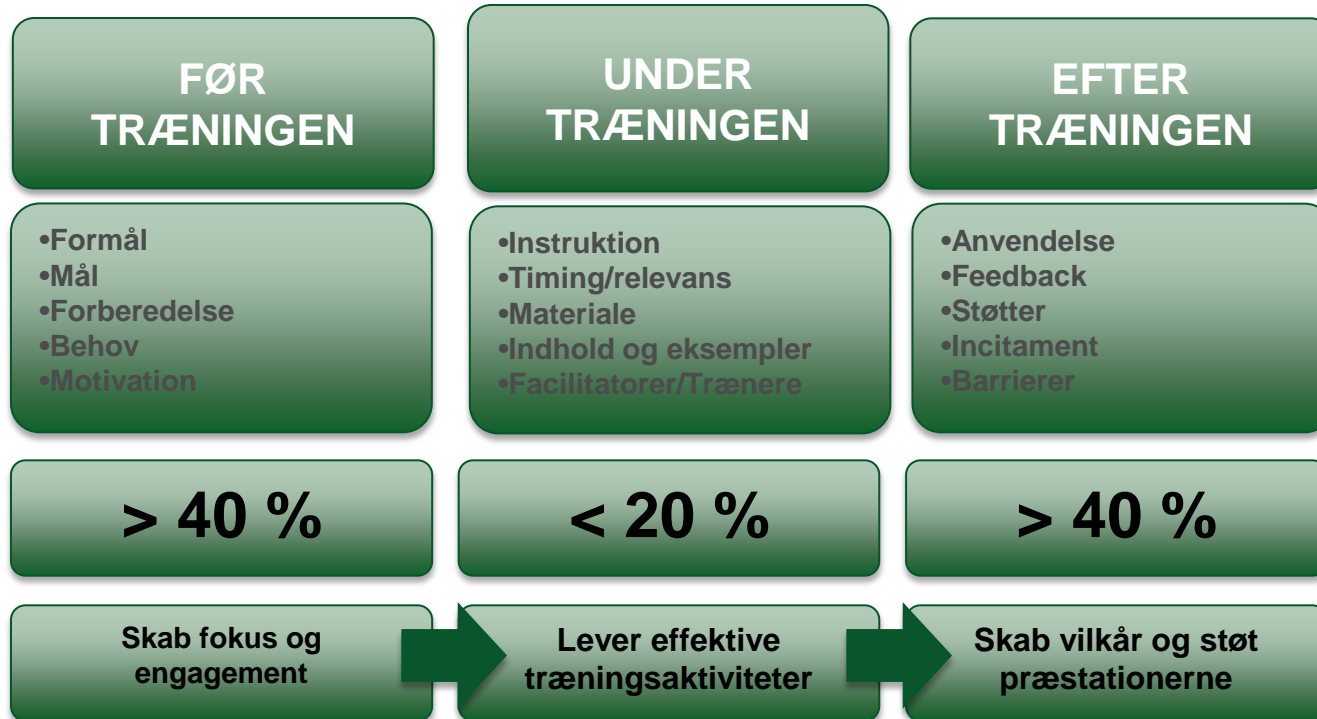 FØR
TRÆNINGEN
•Formål
•Mål
•Forberedelse
•Behov
•Motivation
> 40 %
Skab fokus og
engagement
UNDER
TRÆNINGEN
•Instruktion
•Timing/relevans
•Materiale
•Indhold og eksempler
•Facilitatorer/Trænere
< 20 %
Lever effektive
træningsaktiviteter
EFTER
TRÆNINGEN
•Anvendelse
•Feedback
•Støtter
•Incitament
•Barrierer
> 40 %
Skab vilkår og støt
præstationerne